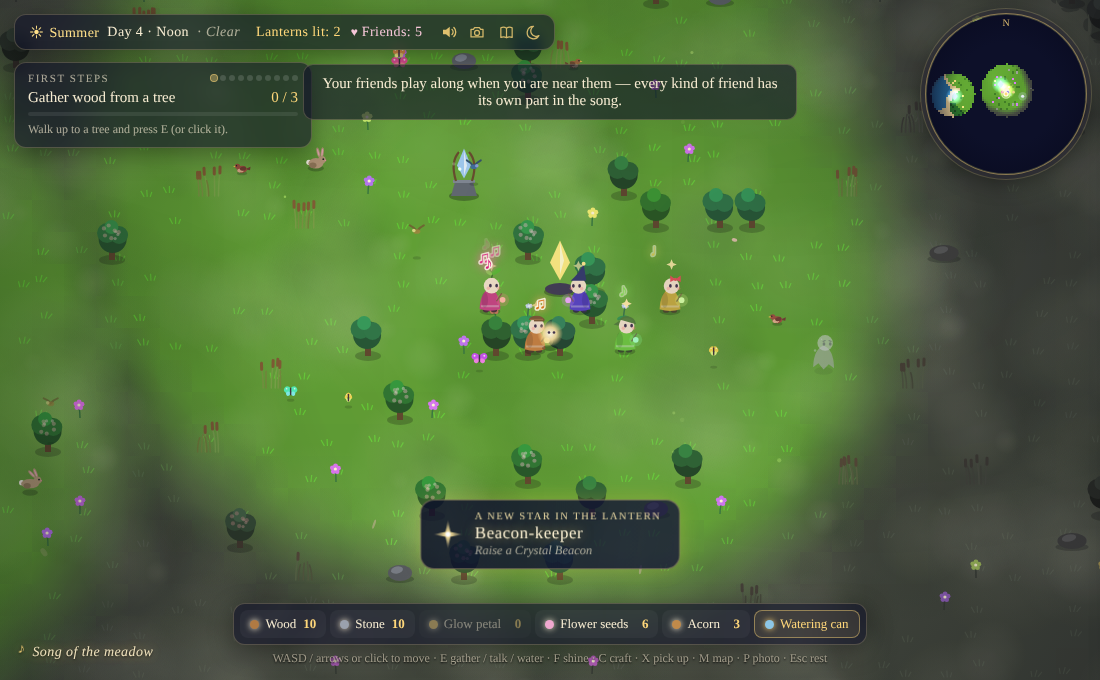 Summer Day 4 · Noon · Clear Lanterns lit: 2 ♥ Friends: 5
N
FIRST STEPS
Gather wood from a tree 0 / 3
Walk up to a tree and press E (or click it).
Your friends play along when you are near them — every kind of friend has
its own part in the song.
A NEW STAR IN THE LANTERN
Beacon-keeper
Raise a Crystal Beacon
Wood 10 Stone 10 Glow petal 0 Flower seeds 6 Acorn 3 Watering can
♪ Song of the meadow
WASD / arrows or click to move · E gather / talk / water · F shine · C craft · X pick up · M map · P photo · Esc rest